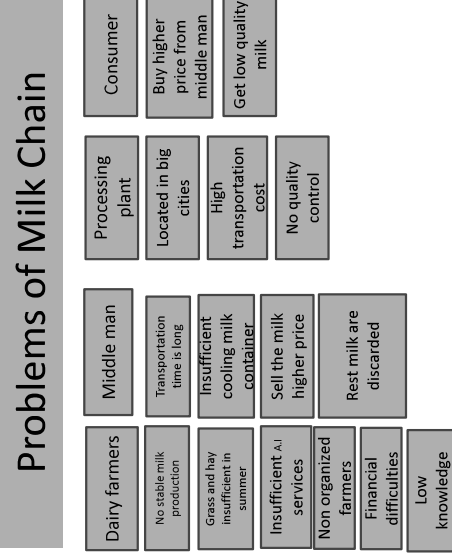 Problems of Milk Chain
Dairy farmers
No stable milk
production
Grass and hay
insufficient in
summer
Insufficient A.I
services
Non organized
farmers
Financial
difficulties
Low
knowledge
Middle man
Transportation
time is long
Insufficient
cooling milk
container
Sell the milk
higher price
Rest milk are
discarded
Processing
plant
Located in big
cities
High
transportation
cost
No quality
control
Consumer
Buy higher
price from
middle man
Get low quality
milk